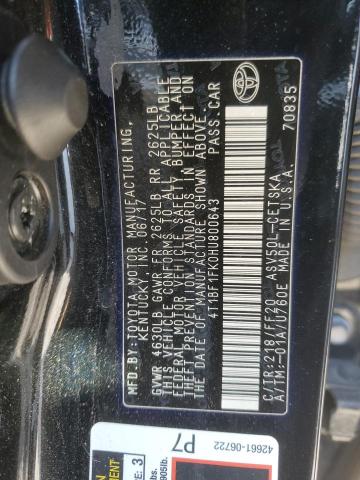 MFD.BY:TOYOTA MOTOR MANUFACTURING,
KENTUCKY, INC. 06/17
GVWR 4630LB GAWR FR 2620LB RR 2625LB
THIS VEHICLE CONFORMS TO ALL APPLICABLE
FEDERAL MOTOR VEHICLE SAFETY, BUMPER,AND
THEFT PREVENTION STANDARDS IN EFFECT ON
THE DATE OF MANUFACTURE SHOWN ABOVE.
4T1BF1FK0HU800643
PASS.CAR
C/TR:218/FF20 ASV50L-CETSKA
A/TM:-01A/U760E MADE IN U.S.A.
70835
42661-06722
P7
3